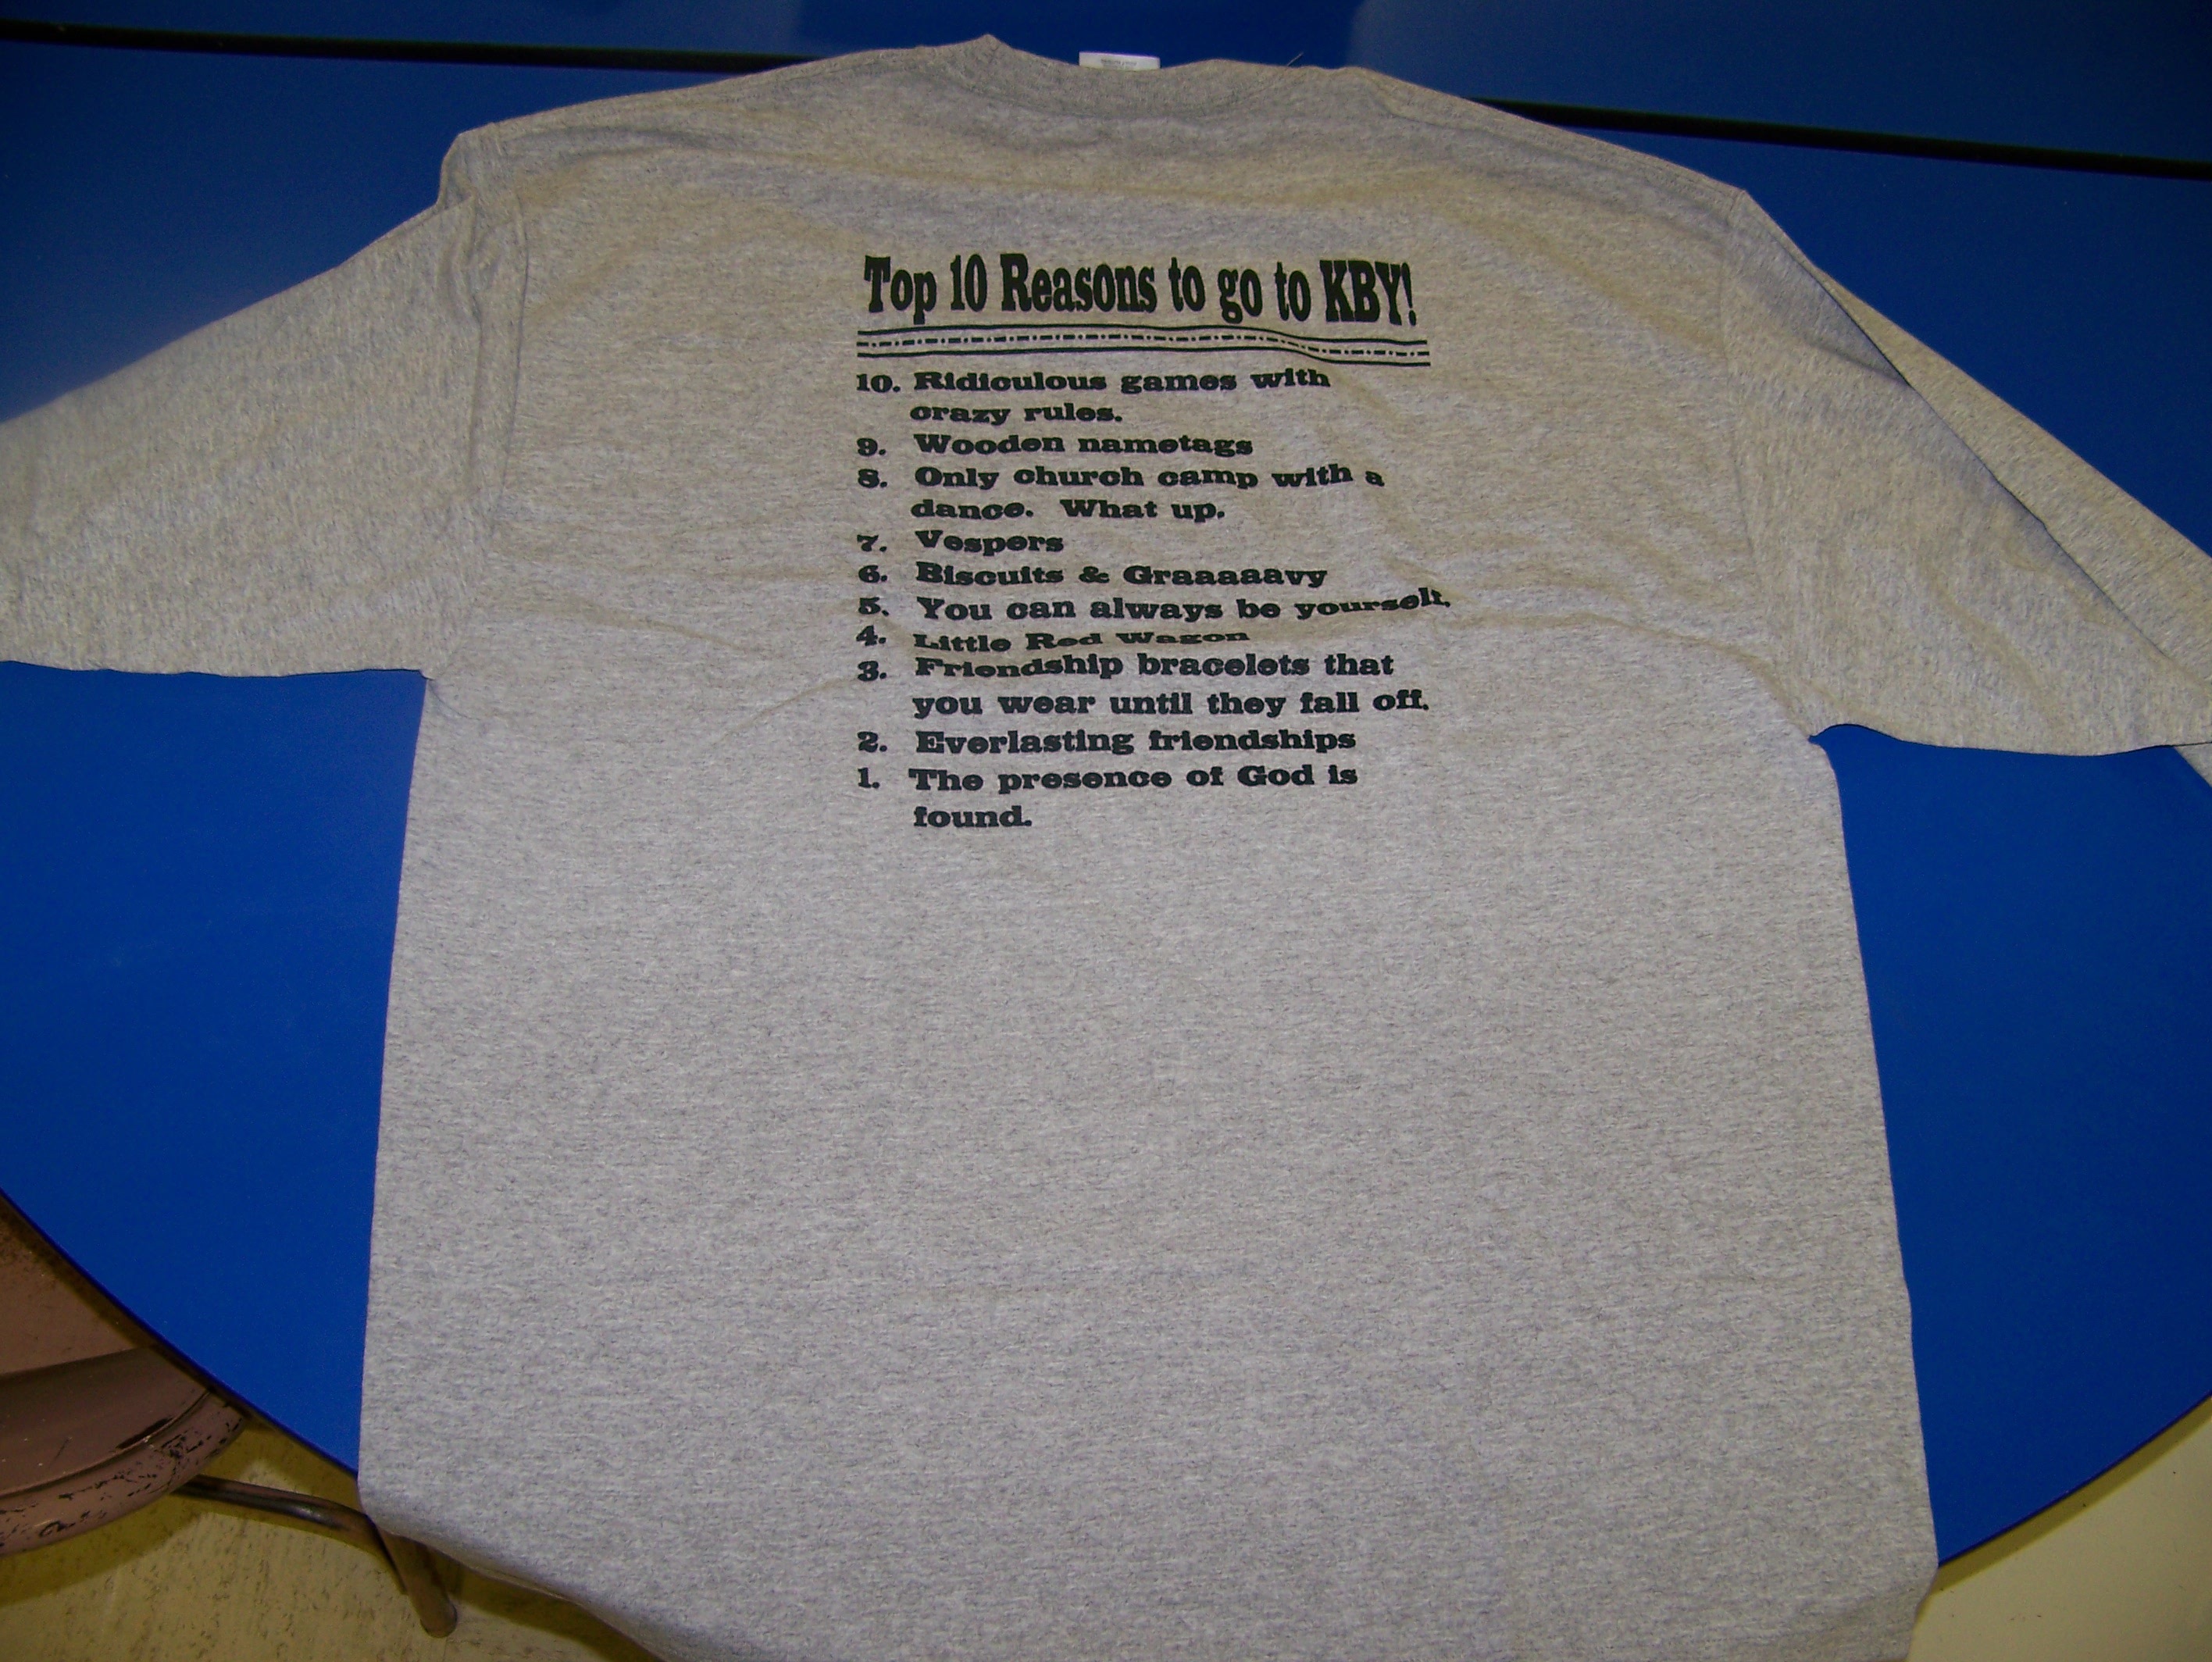 Top 10 Reasons to go to KBY!
10. Ridiculous games with
crazy rules.
9. Wooden nametags
8. Only church camp with a
dance. What up.
7. Vespers
6. Biscuits & Graaaaavy
5. You can always be yourself.
4. Little Red Wagon
3. Friendship bracelets that
you wear until they fall off.
2. Everlasting friendships
1. The presence of God is
found.